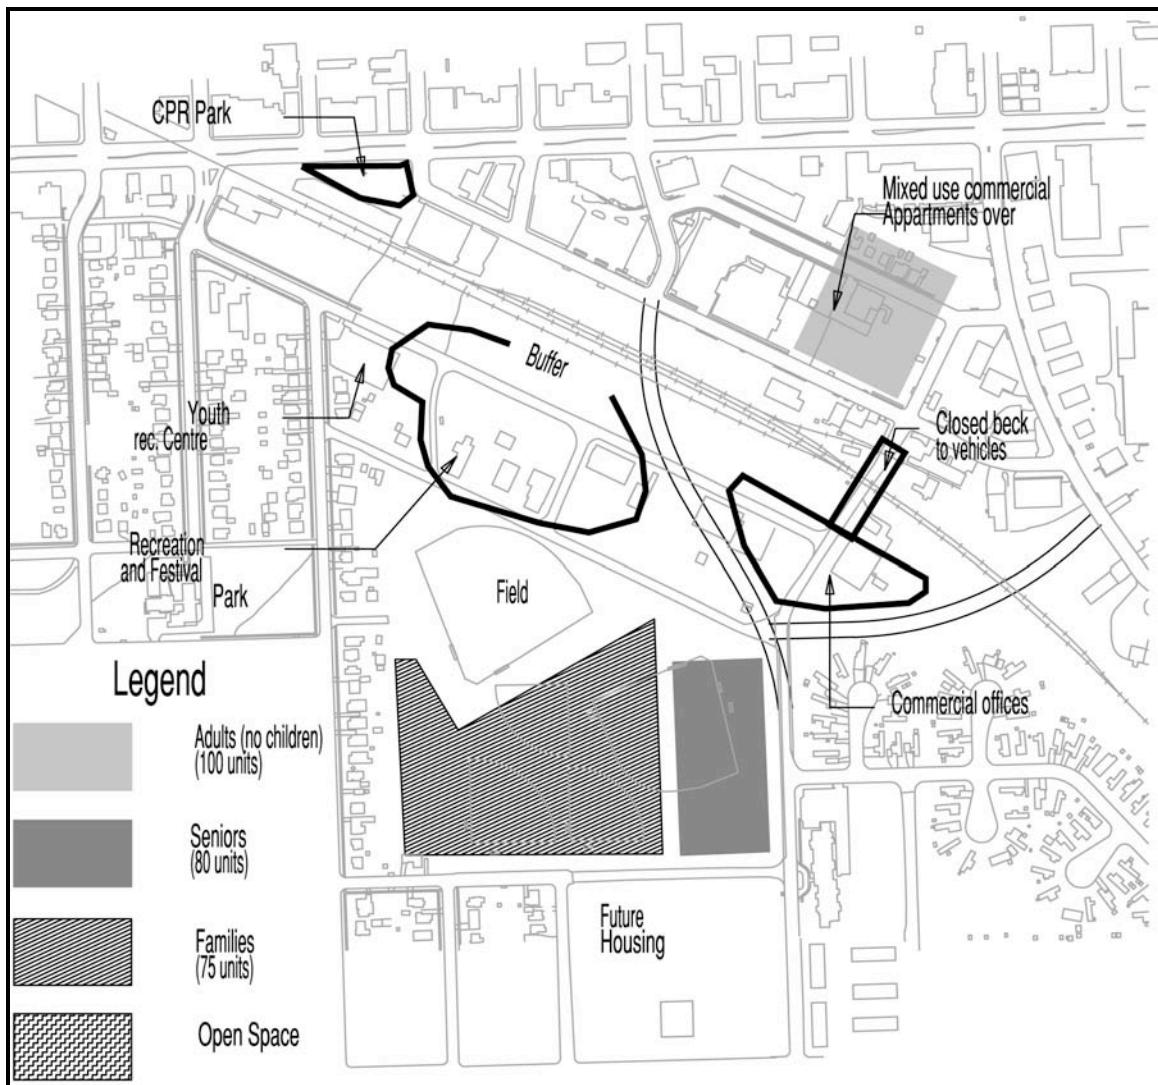 CPR Park
Mixed use commercial
Appartments over
Buffer
Youth
rec. Centre
Closed beck
to vehicles
Recreation
and Festival
Park
Field
Legend
Commercial offices
Adults (no children)
(100 units)
Seniors
(80 units)
Families
(75 units)
Future
Housing
Open Space